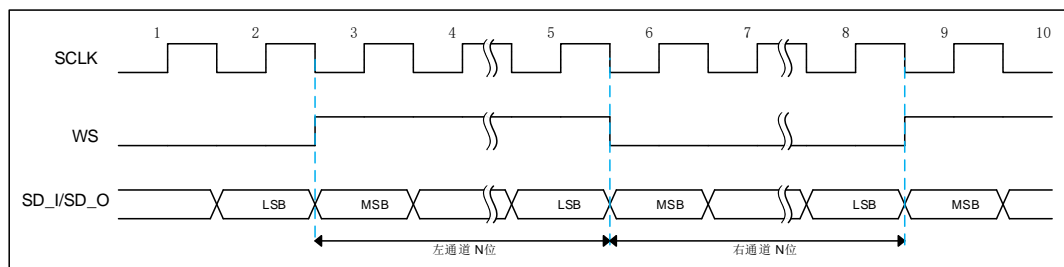 1 2 3 4 5 6 7 8 9 10
SCLK
WS
SD_I/SD_O LSB MSB LSB MSB LSB MSB
左通道 N位 右通道 N位